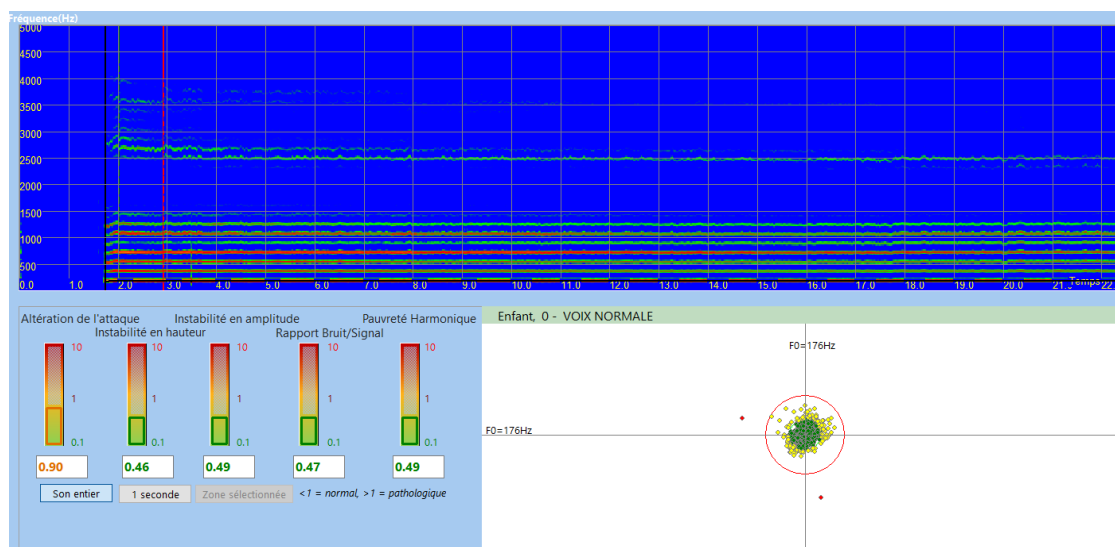 Fréquence(Hz)
5000
4500
4000
3500
3000
2500
2000
1500
1000
500
0.0 1.0 2.0 3.0 4.0 5.0 6.0 7.0 8.0 9.0 10.0 11.0 12.0 13.0 14.0 15.0 16.0 17.0 18.0 19.0 20.0 21.0 Temps 22.0
Altération de l'attaque
Instabilité en hauteur
Instabilité en amplitude
Rapport Bruit/Signal
Pauvreté Harmonique
10 10 10 10 10
1 1 1 1 1
0.1 0.1 0.1 0.1 0.1
0.90 0.46 0.49 0.47 0.49
Son entier 1 seconde Zone sélectionnée <1 = normal, >1 = pathologique
Enfant, 0 - VOIX NORMALE
F0=176Hz
F0=176Hz